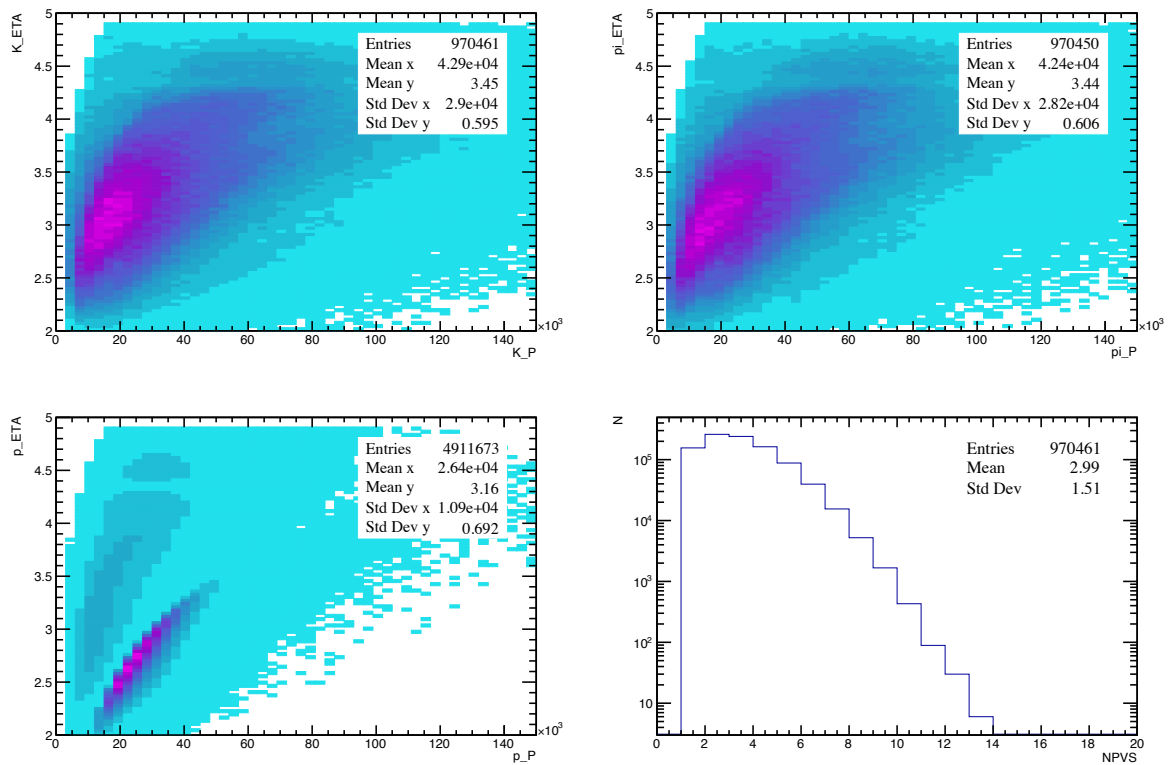 K_ETA
5
4.5
4
3.5
3
2.5
2
0 20 40 60 80 100 120 140
×10³
K_P
Entries 970461
Mean x 4.29e+04
Mean y 3.45
Std Dev x 2.9e+04
Std Dev y 0.595
pi_ETA
5
4.5
4
3.5
3
2.5
2
0 20 40 60 80 100 120 140
×10³
pi_P
Entries 970450
Mean x 4.24e+04
Mean y 3.44
Std Dev x 2.82e+04
Std Dev y 0.606
p_ETA
5
4.5
4
3.5
3
2.5
2
0 20 40 60 80 100 120 140
×10³
p_P
Entries 4911673
Mean x 2.64e+04
Mean y 3.16
Std Dev x 1.09e+04
Std Dev y 0.692
N
10⁵
10⁴
10³
10²
10
0 2 4 6 8 10 12 14 16 18 20
NPVS
Entries 970461
Mean 2.99
Std Dev 1.51